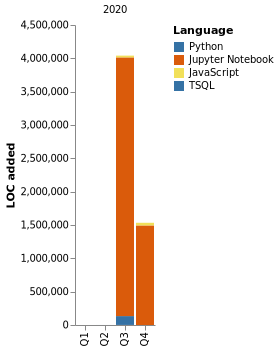 2020
Language
Python
Jupyter Notebook
JavaScript
TSQL
LOC added
4,500,000
4,000,000
3,500,000
3,000,000
2,500,000
2,000,000
1,500,000
1,000,000
500,000
0
Q1
Q2
Q3
Q4